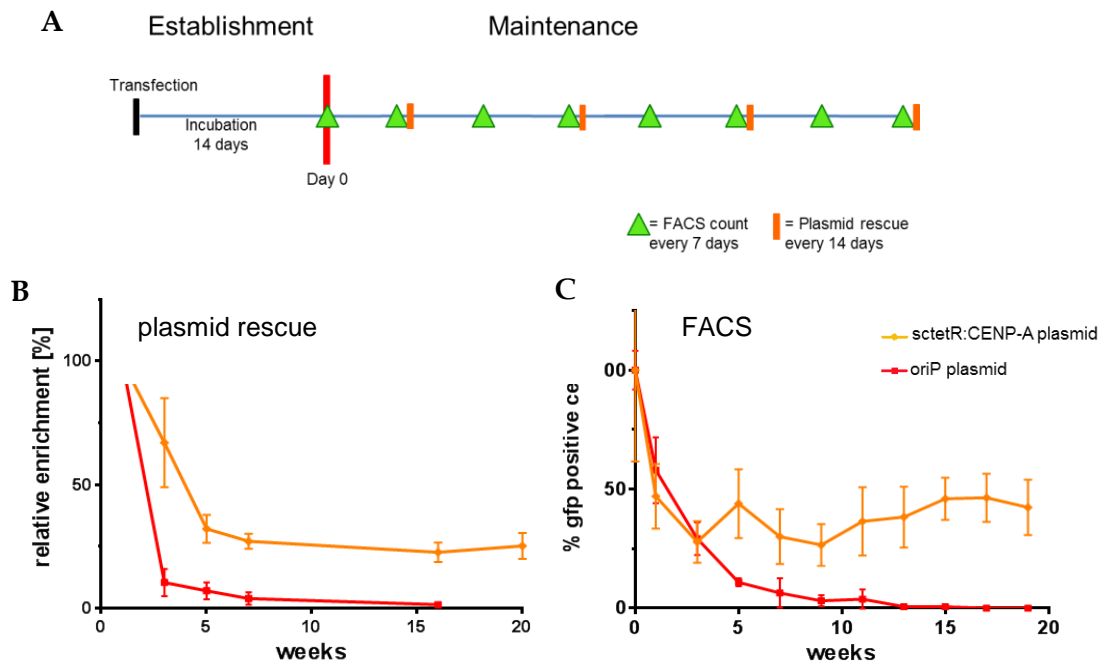 A
Establishment
Maintenance
Transfection
Incubation
14 days
Day 0
= FACS count
every 7 days
= Plasmid rescue
every 14 days
B
plasmid rescue
relative enrichment [%]
100
50
0
0
5
10
15
20
weeks
C
FACS
sctetR:CENP-A plasmid
oriP plasmid
% gfp positive ce
00
50
0
0
5
10
15
20
weeks